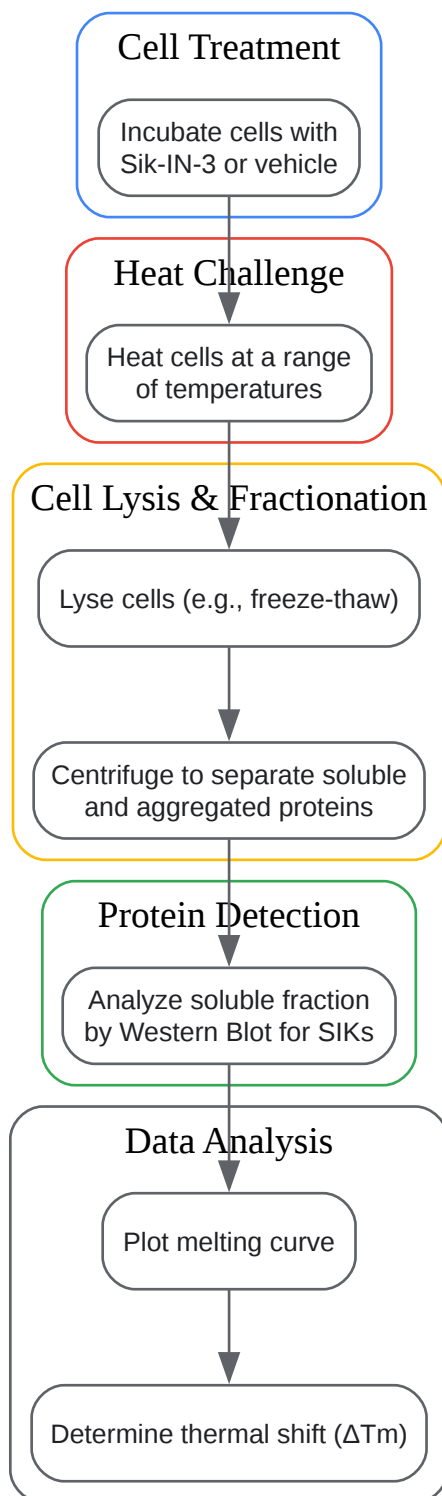 Cell Treatment
Incubate cells with
Sik-IN-3 or vehicle
Heat Challenge
Heat cells at a range
of temperatures
Cell Lysis & Fractionation
Lyse cells (e.g., freeze-thaw)
Centrifuge to separate soluble
and aggregated proteins
Protein Detection
Analyze soluble fraction
by Western Blot for SIKs
Data Analysis
Plot melting curve
Determine thermal shift (ΔTm)